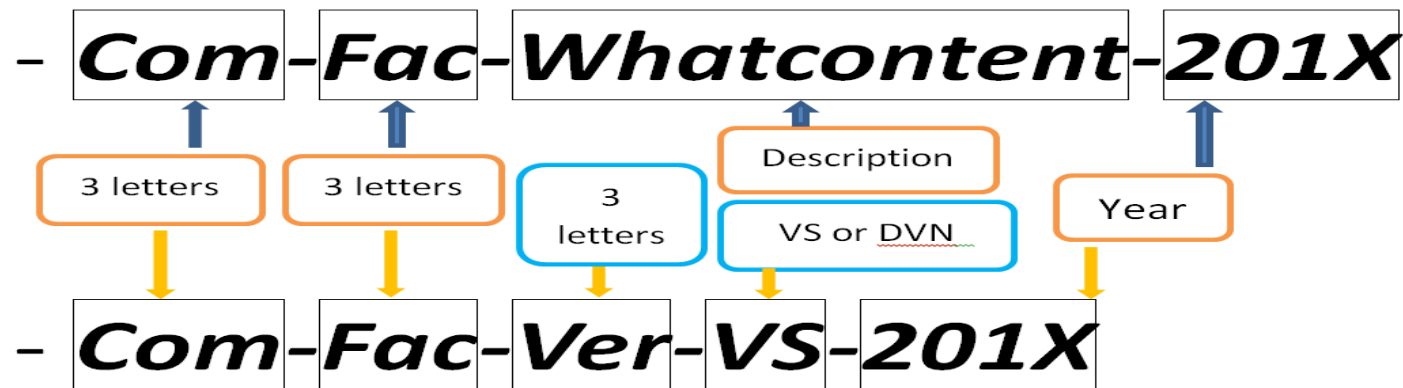 - Com-Fac-Whatcontent-201X
3 letters
3 letters
3
letters
Description
VS or DVN
Year
- Com-Fac-Ver-VS-201X